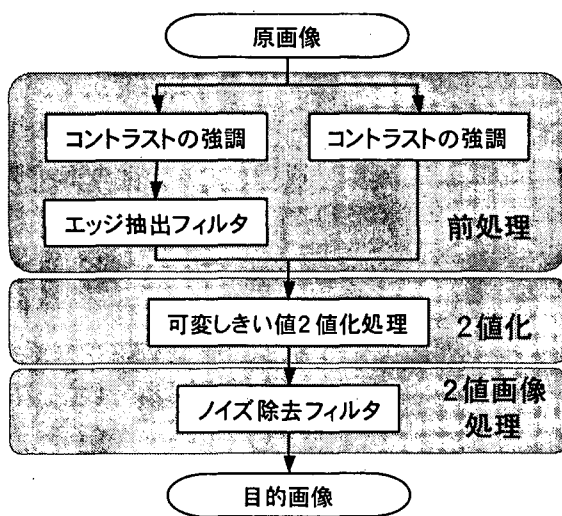 原画像
コントラストの強調
コントラストの強調
エッジ抽出フィルタ
前処理
可変しきい値2値化処理
2値化
ノイズ除去フィルタ
2値画像
処理
目的画像